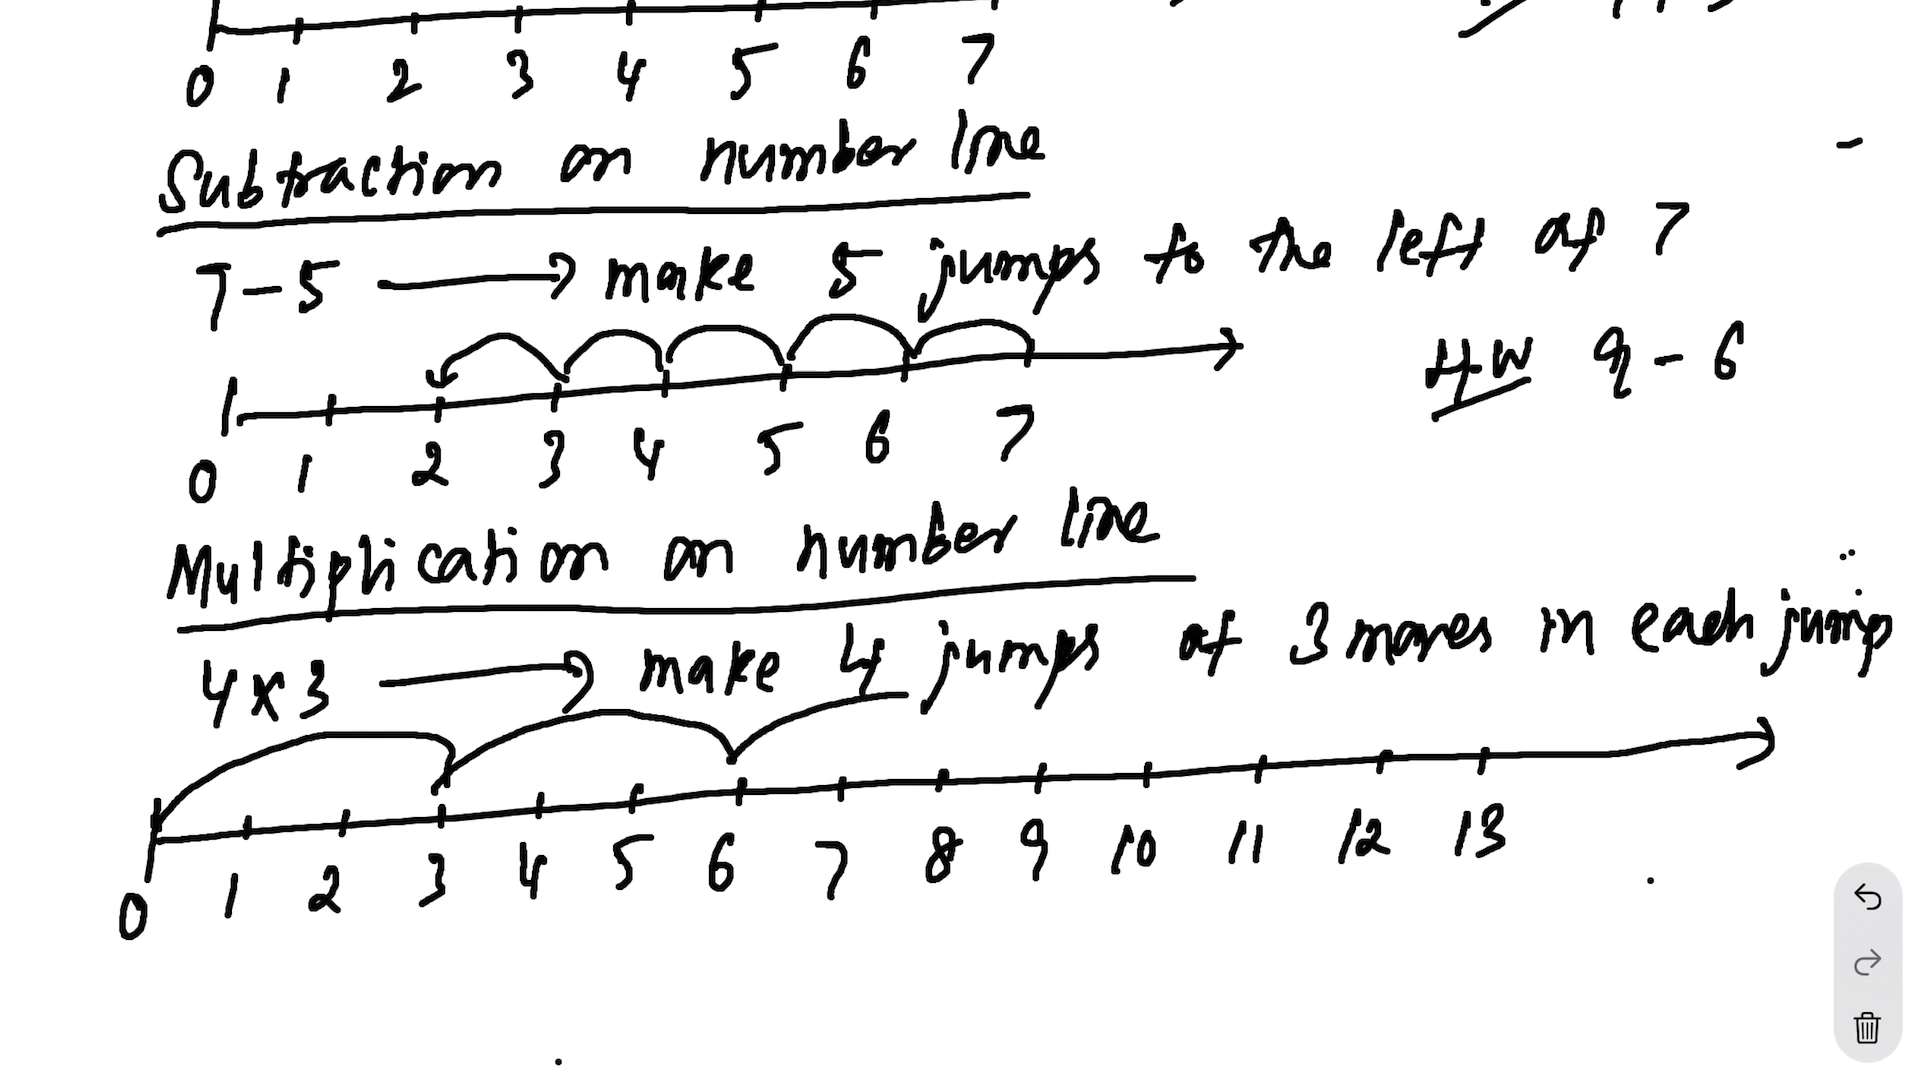 0 1 2 3 4 5 6 7
Subtraction on number line
7-5 → make 5 jumps to the left of 7
H.W 9-6
0 1 2 3 4 5 6 7
Multiplication on number line
4x3 → make 4 jumps of 3 moves in each jump
0 1 2 3 4 5 6 7 8 9 10 11 12 13